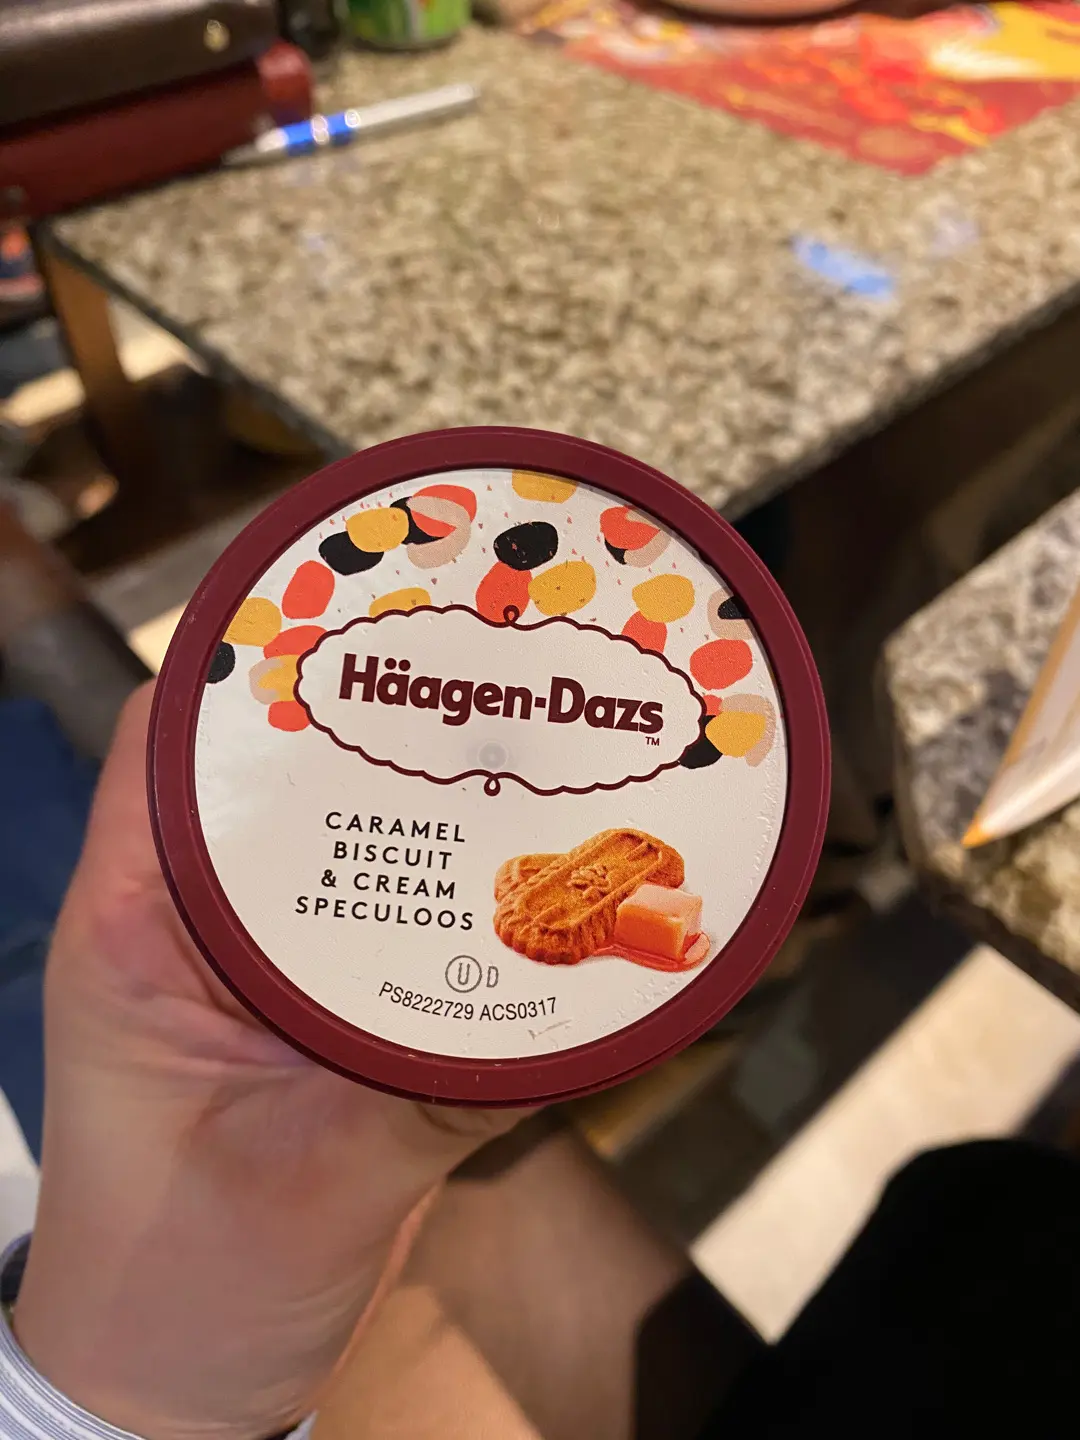 Häagen-Dazs
TM
CARAMEL
BISCUIT
& CREAM
SPECULOOS
U D
PS8222729 ACS0317